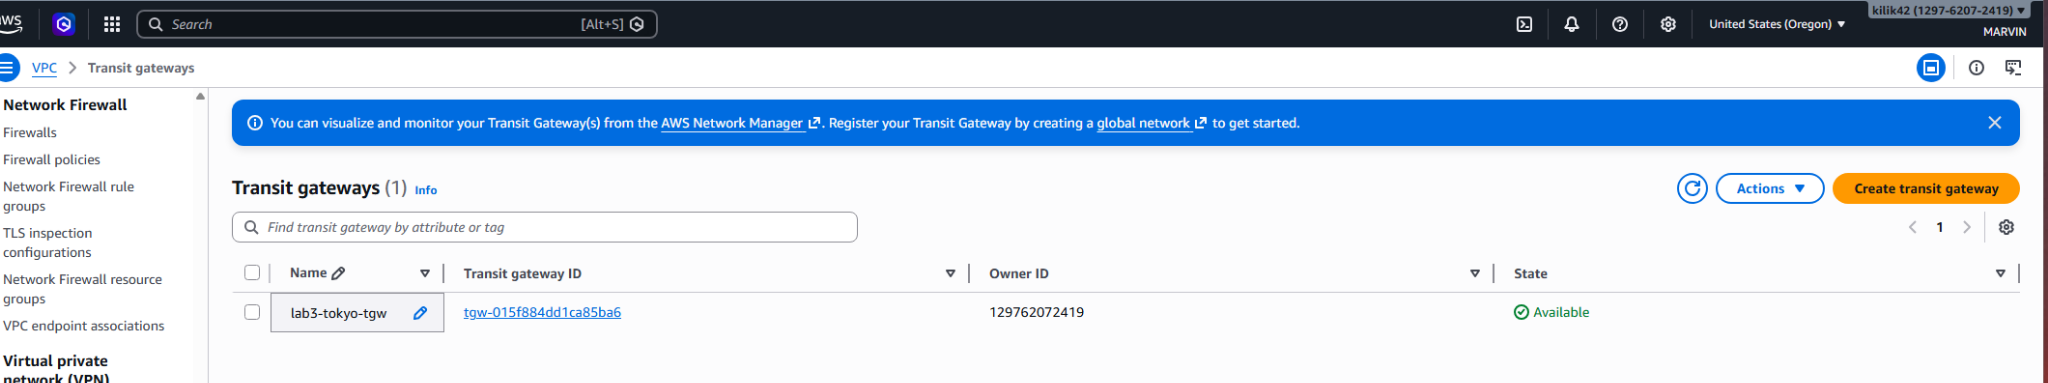 aws
Search
[Alt+S]
United States (Oregon)
kilik42 (1297-6207-2419)
MARVIN
VPC
Transit gateways
Network Firewall
Firewalls
Firewall policies
Network Firewall rule
groups
TLS inspection
configurations
Network Firewall resource
groups
VPC endpoint associations
Virtual private
network (VPN)
You can visualize and monitor your Transit Gateway(s) from the AWS Network Manager. Register your Transit Gateway by creating a global network to get started.
Transit gateways (1) Info
Actions
Create transit gateway
Find transit gateway by attribute or tag
1
Name
Transit gateway ID
Owner ID
State
lab3-tokyo-tgw
tgw-015f884dd1ca85ba6
129762072419
Available